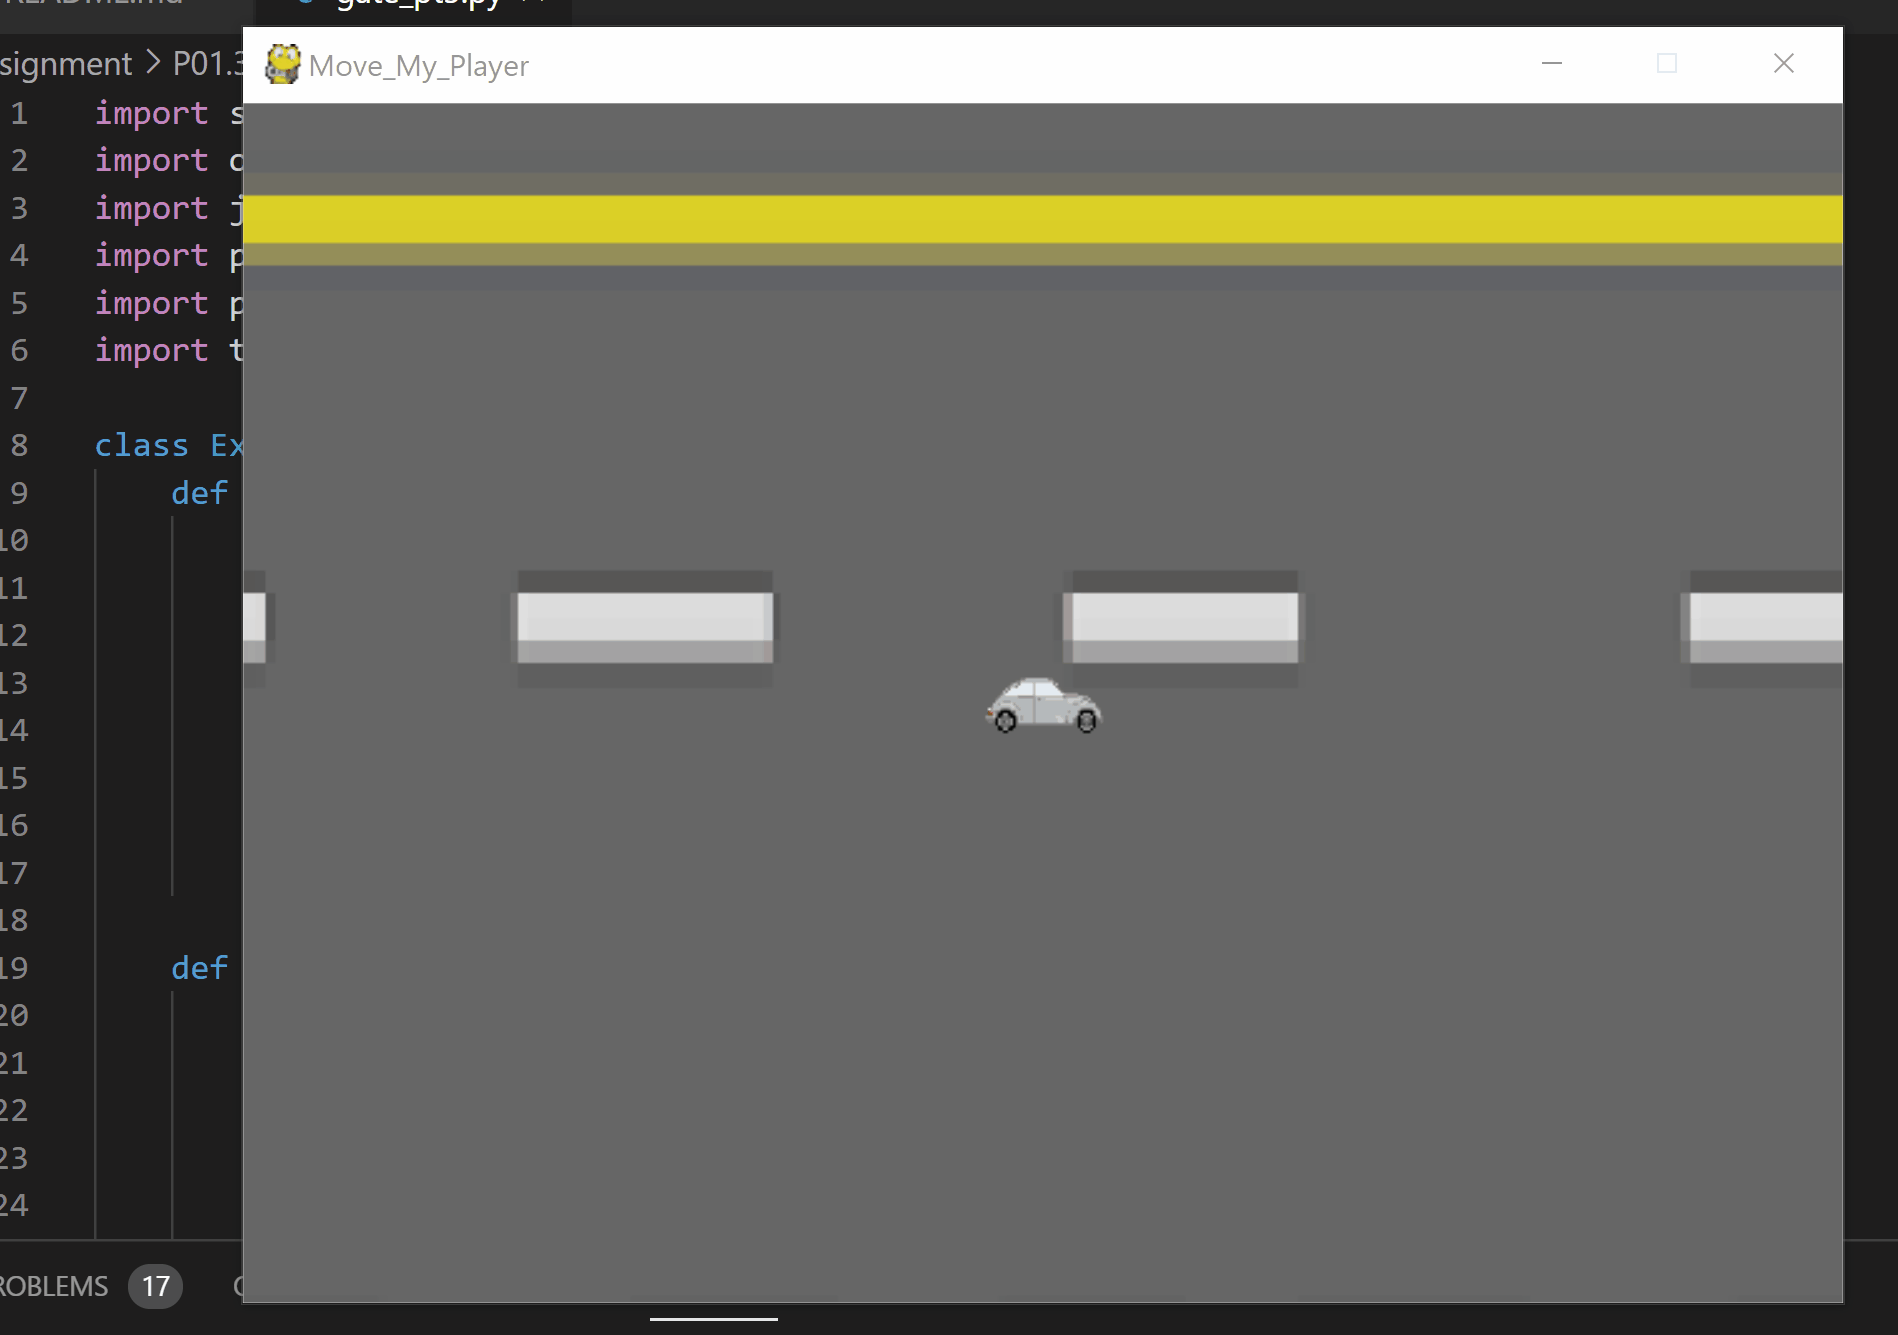 gate_pts.py
signment > P01.3
Move_My_Player
1 import s
2 import
3 import j
4 import p
5 import p
6 import t
7
8 class Ex
9 def
10
11
12
13
14
15
16
17
18
19 def
20
21
22
23
24
ROBLEMS 17